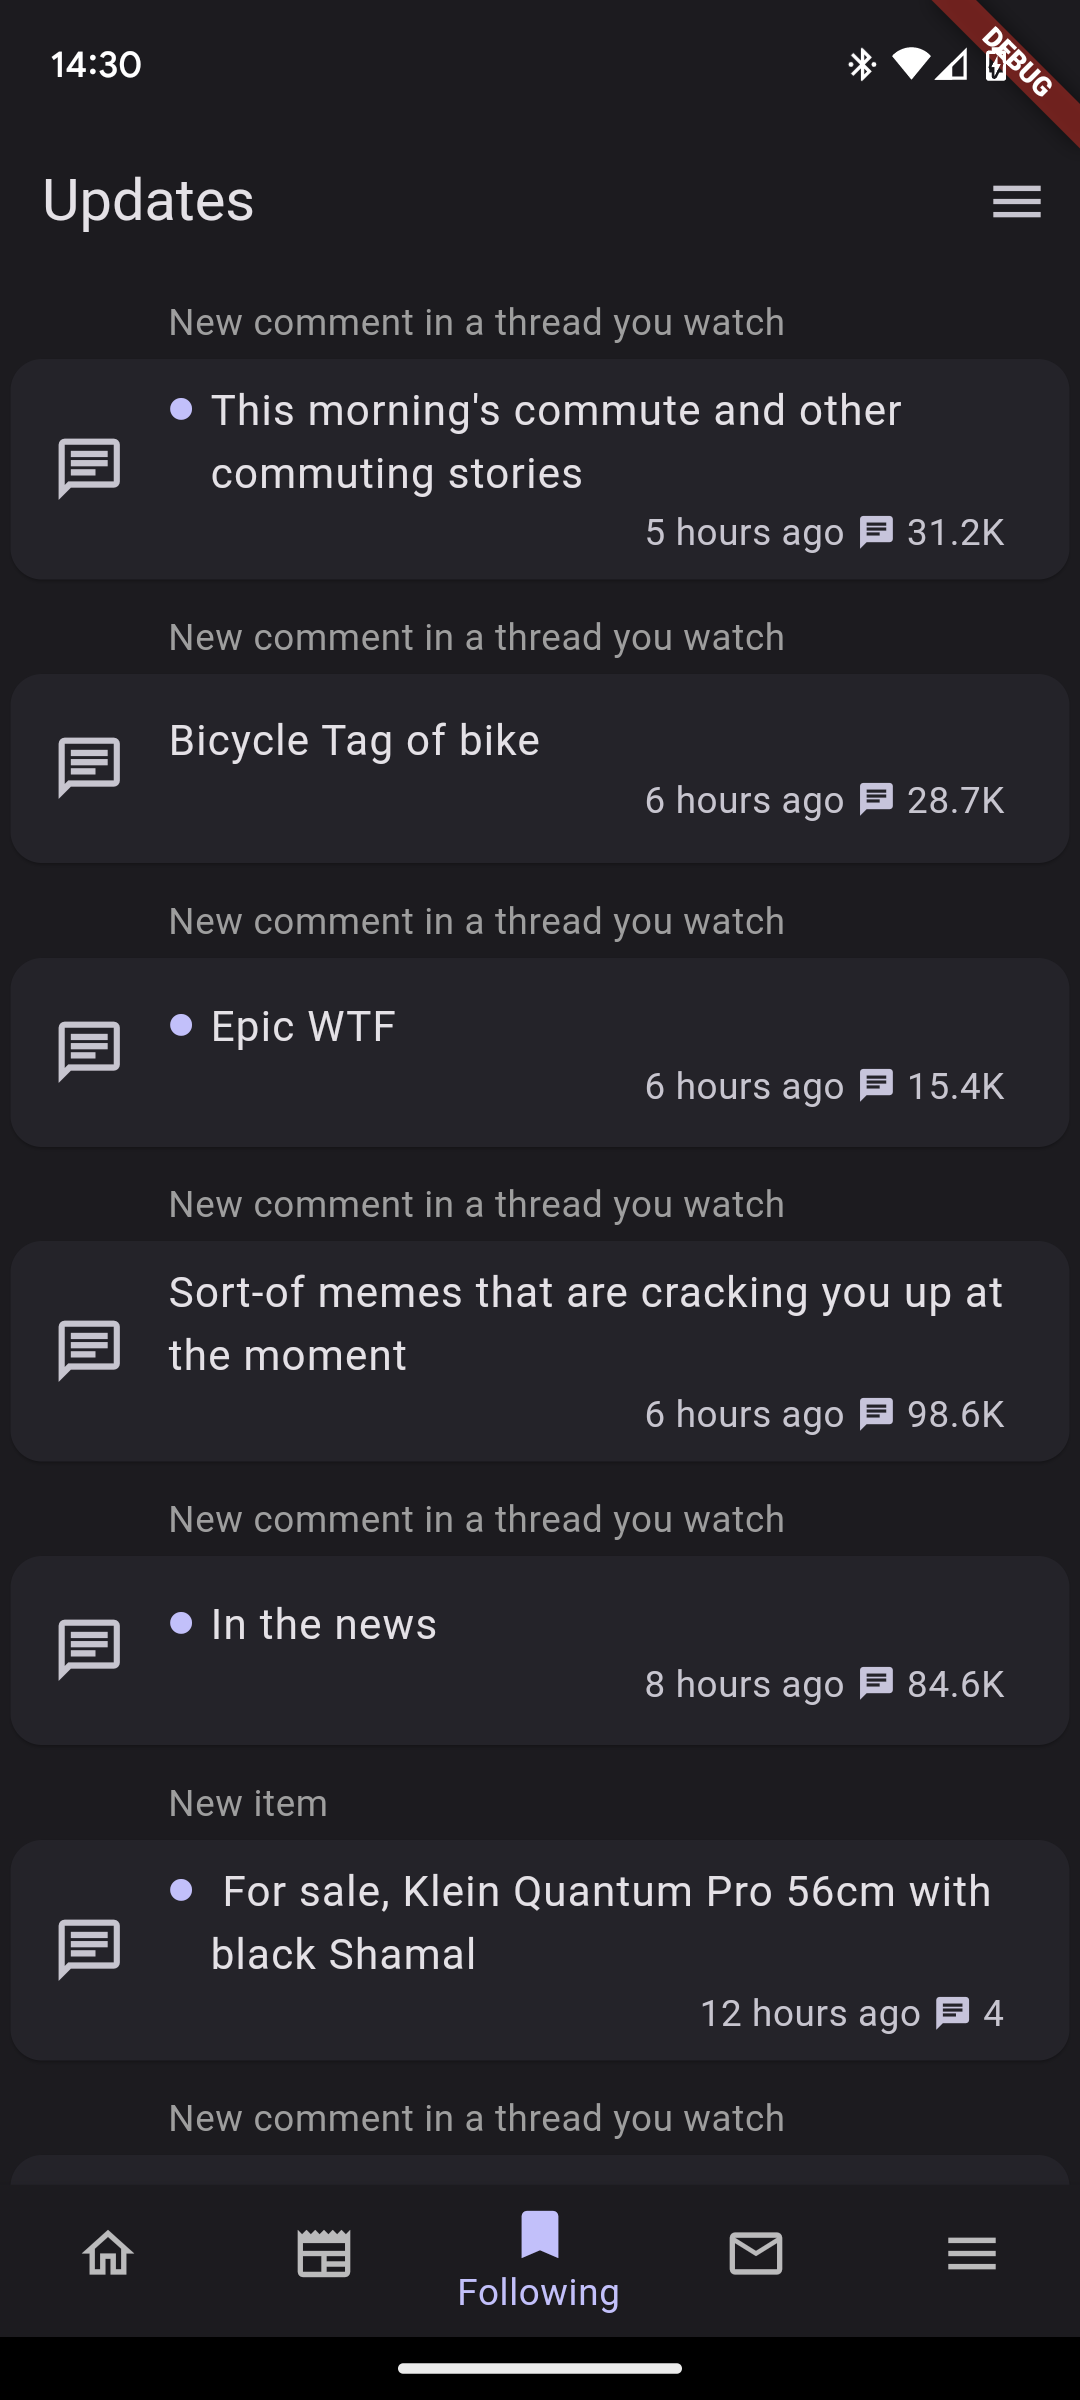 14:30
DEBUG
Updates
New comment in a thread you watch
This morning's commute and other
commuting stories
5 hours ago 31.2K
New comment in a thread you watch
Bicycle Tag of bike
6 hours ago 28.7K
New comment in a thread you watch
Epic WTF
6 hours ago 15.4K
New comment in a thread you watch
Sort-of memes that are cracking you up at
the moment
6 hours ago 98.6K
New comment in a thread you watch
In the news
8 hours ago 84.6K
New item
For sale, Klein Quantum Pro 56cm with
black Shamal
12 hours ago 4
New comment in a thread you watch
Following